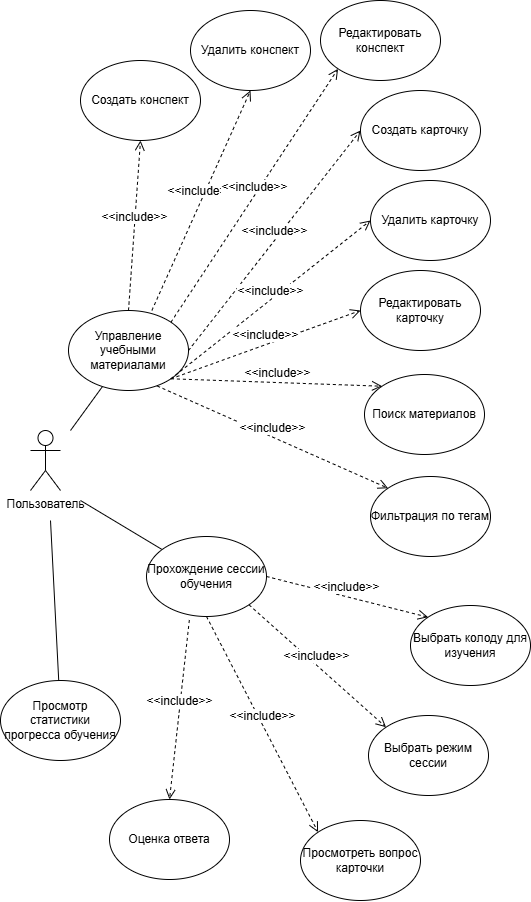 Редактировать
конспект
Удалить конспект
Создать конспект
Создать карточку
<<include>>
<<include>>
<<include>>
Удалить карточку
<<include>>
<<include>>
Редактировать
карточку
Управление
учебными
материалами
<<include>>
<<include>>
Поиск материалов
<<include>>
Пользователь
Фильтрация по тегам
Прохождение сессии
обучения
<<include>>
Выбрать колоду для
изучения
<<include>>
Просмотр
статистики
прогресса обучения
<<include>>
<<include>>
Выбрать режим
сессии
Оценка ответа
Просмотреть вопрос
карточки